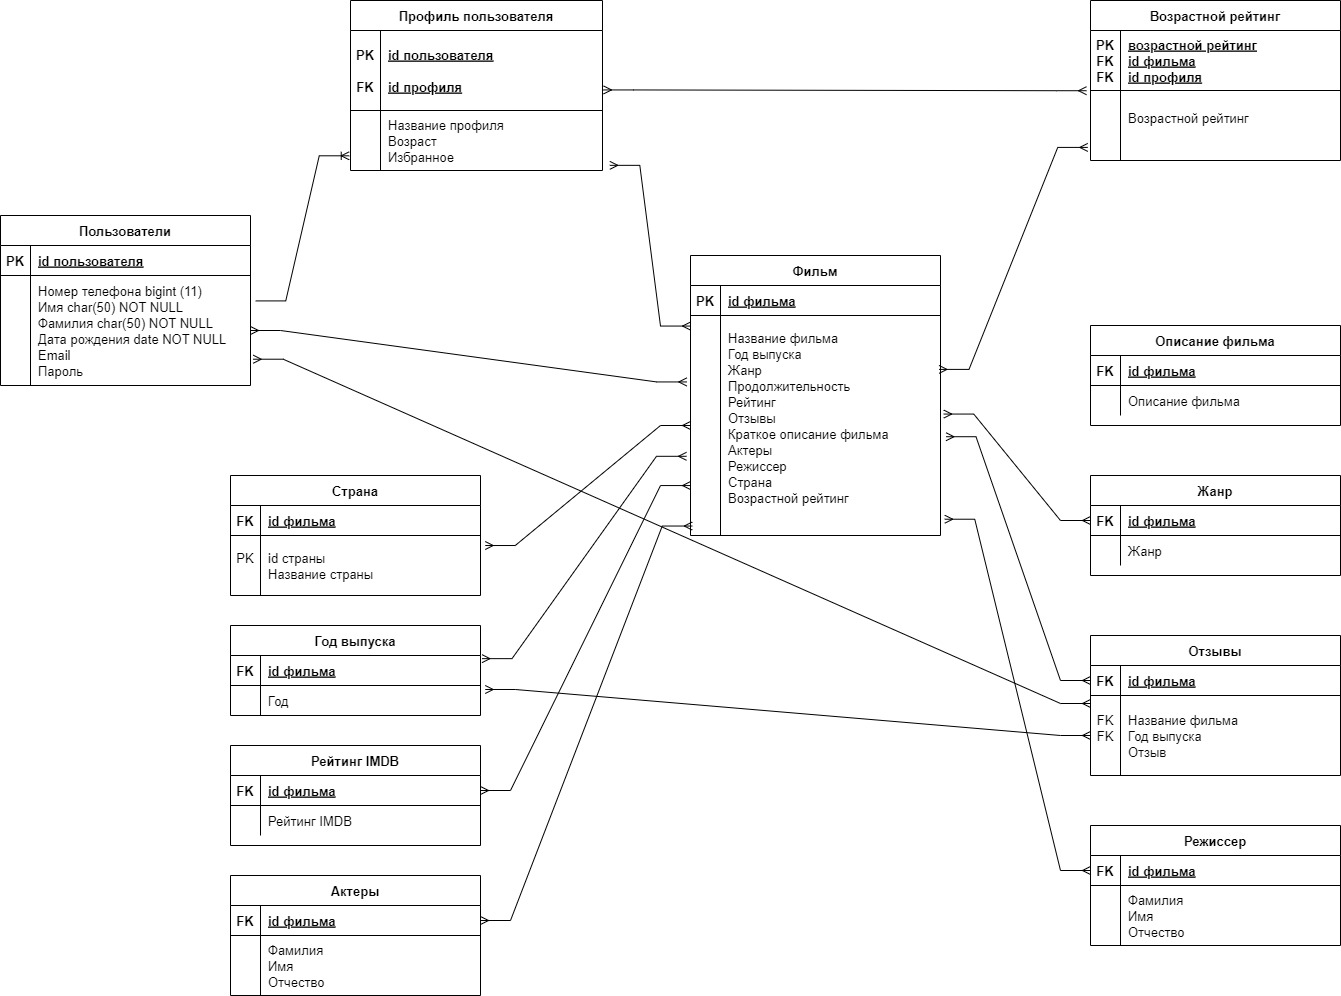 Профиль пользователя
PK id пользователя
FK id профиля
Название профиля
Возраст
Избранное
Возрастной рейтинг
PK возрастной рейтинг
FK id фильма
FK id профиля
Возрастной рейтинг
Пользователи
PK id пользователя
Номер телефона bigint (11)
Имя char(50) NOT NULL
Фамилия char(50) NOT NULL
Дата рождения date NOT NULL
Email
Пароль
Фильм
PK id фильма
Название фильма
Год выпуска
Жанр
Продолжительность
Рейтинг
Отзывы
Краткое описание фильма
Актеры
Режиссер
Страна
Возрастной рейтинг
Описание фильма
FK id фильма
Описание фильма
Страна
FK id фильма
PK id страны
Название страны
Жанр
FK id фильма
Жанр
Год выпуска
FK id фильма
Год
Отзывы
FK id фильма
FK Название фильма
FK Год выпуска
Отзыв
Рейтинг IMDB
FK id фильма
Рейтинг IMDB
Режиссер
FK id фильма
Фамилия
Имя
Отчество
Актеры
FK id фильма
Фамилия
Имя
Отчество